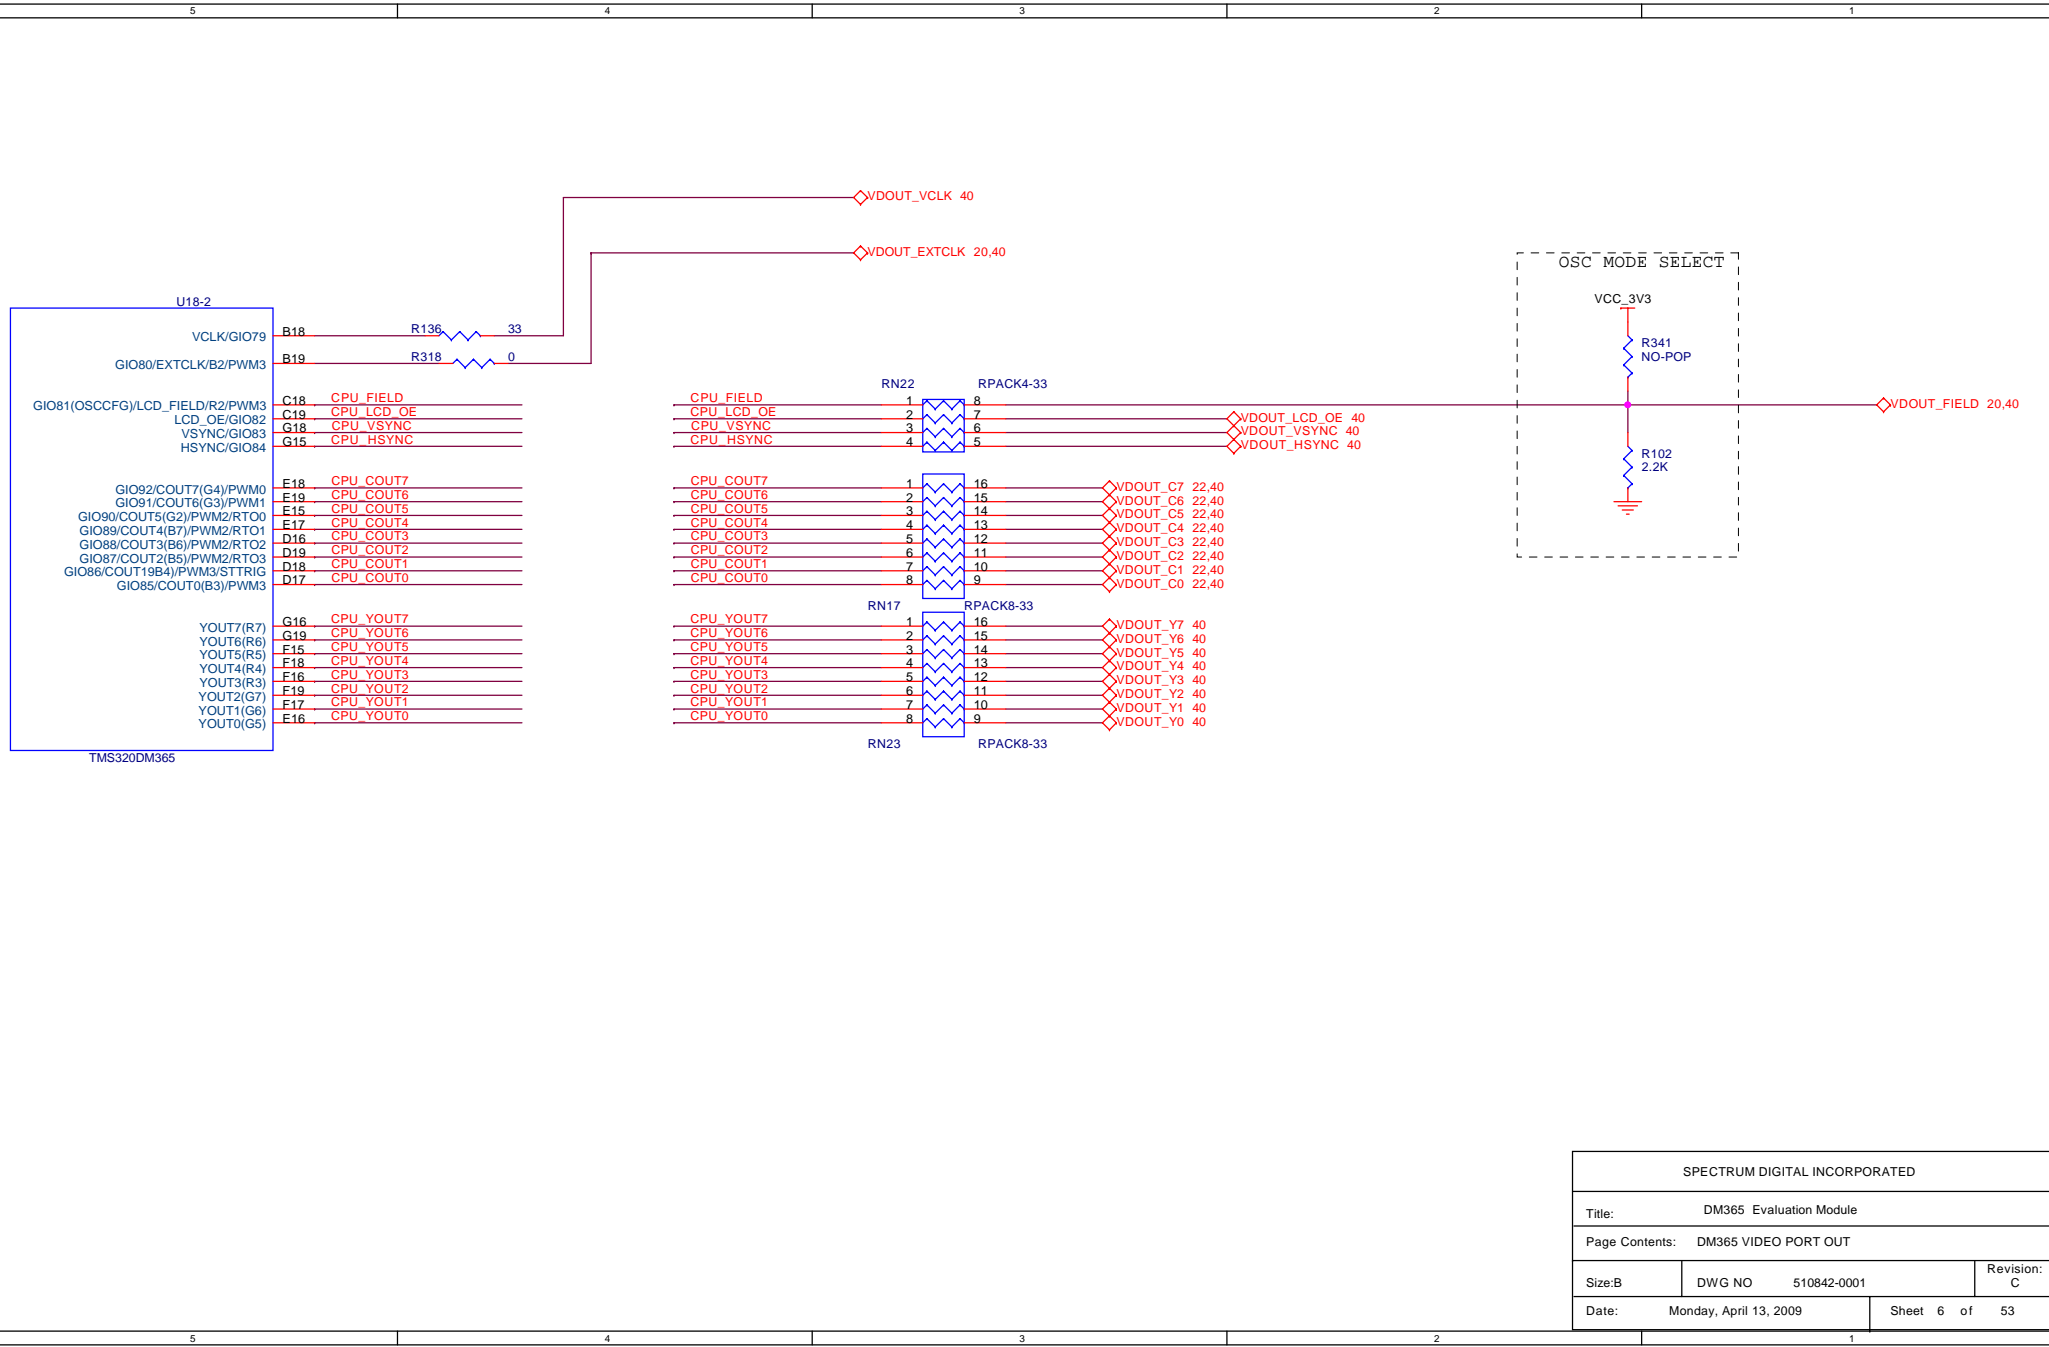 5 4 3 2 1
VDOUT_VCLK 40
VDOUT_EXTCLK 20,40
OSC MODE SELECT
VCC_3V3
R341
NO-POP
R102
2.2K
VDOUT_FIELD 20,40
U18-2
VCLK/GIO79 B18 R136 33
GIO80/EXTCLK/B2/PWM3 B19 R318 0
GIO81(OSCCFG)/LCD_FIELD/R2/PWM3 C18 CPU_FIELD
LCD_OE/GIO82 C19 CPU_LCD_OE
VSYNC/GIO83 G18 CPU_VSYNC
HSYNC/GIO84 G15 CPU_HSYNC
GIO92/COUT7(G4)/PWM0 E18 CPU_COUT7
GIO91/COUT6(G3)/PWM1 E19 CPU_COUT6
GIO90/COUT5(G2)/PWM2/RTO0 E15 CPU_COUT5
GIO89/COUT4(B7)/PWM2/RTO1 E17 CPU_COUT4
GIO88/COUT3(B6)/PWM2/RTO2 D16 CPU_COUT3
GIO87/COUT2(B5)/PWM2/RTO3 D19 CPU_COUT2
GIO86/COUT19B4)/PWM3/STTRIG D18 CPU_COUT1
GIO85/COUT0(B3)/PWM3 D17 CPU_COUT0
YOUT7(R7) G16 CPU_YOUT7
YOUT6(R6) G19 CPU_YOUT6
YOUT5(R5) F15 CPU_YOUT5
YOUT4(R4) F18 CPU_YOUT4
YOUT3(R3) F16 CPU_YOUT3
YOUT2(G7) F19 CPU_YOUT2
YOUT1(G6) F17 CPU_YOUT1
YOUT0(G5) E16 CPU_YOUT0
TMS320DM365
RN22 RPACK4-33
CPU_FIELD 1 8
CPU_LCD_OE 2 7 VDOUT_LCD_OE 40
CPU_VSYNC 3 6 VDOUT_VSYNC 40
CPU_HSYNC 4 5 VDOUT_HSYNC 40
CPU_COUT7 1 16 VDOUT_C7 22,40
CPU_COUT6 2 15 VDOUT_C6 22,40
CPU_COUT5 3 14 VDOUT_C5 22,40
CPU_COUT4 4 13 VDOUT_C4 22,40
CPU_COUT3 5 12 VDOUT_C3 22,40
CPU_COUT2 6 11 VDOUT_C2 22,40
CPU_COUT1 7 10 VDOUT_C1 22,40
CPU_COUT0 8 9 VDOUT_C0 22,40
RN17 RPACK8-33
CPU_YOUT7 1 16 VDOUT_Y7 40
CPU_YOUT6 2 15 VDOUT_Y6 40
CPU_YOUT5 3 14 VDOUT_Y5 40
CPU_YOUT4 4 13 VDOUT_Y4 40
CPU_YOUT3 5 12 VDOUT_Y3 40
CPU_YOUT2 6 11 VDOUT_Y2 40
CPU_YOUT1 7 10 VDOUT_Y1 40
CPU_YOUT0 8 9 VDOUT_Y0 40
RN23 RPACK8-33
SPECTRUM DIGITAL INCORPORATED
Title: DM365 Evaluation Module
Page Contents: DM365 VIDEO PORT OUT
Size:B DWG NO 510842-0001 Revision: C
Date: Monday, April 13, 2009 Sheet 6 of 53
5 4 3 2 1